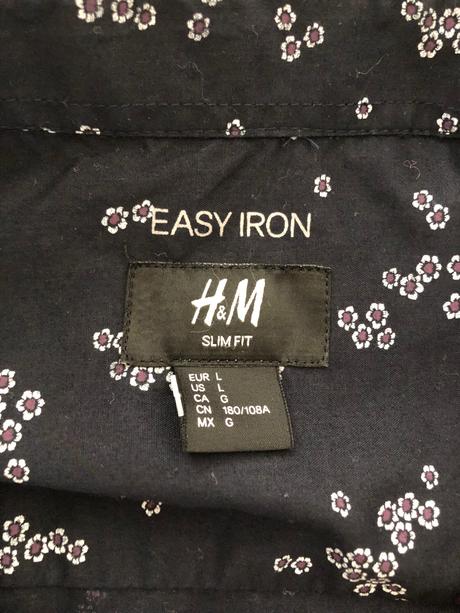 EASY IRON
H&M
SLIM FIT
EUR L
US L
CA G
CN 180/108A
MX G